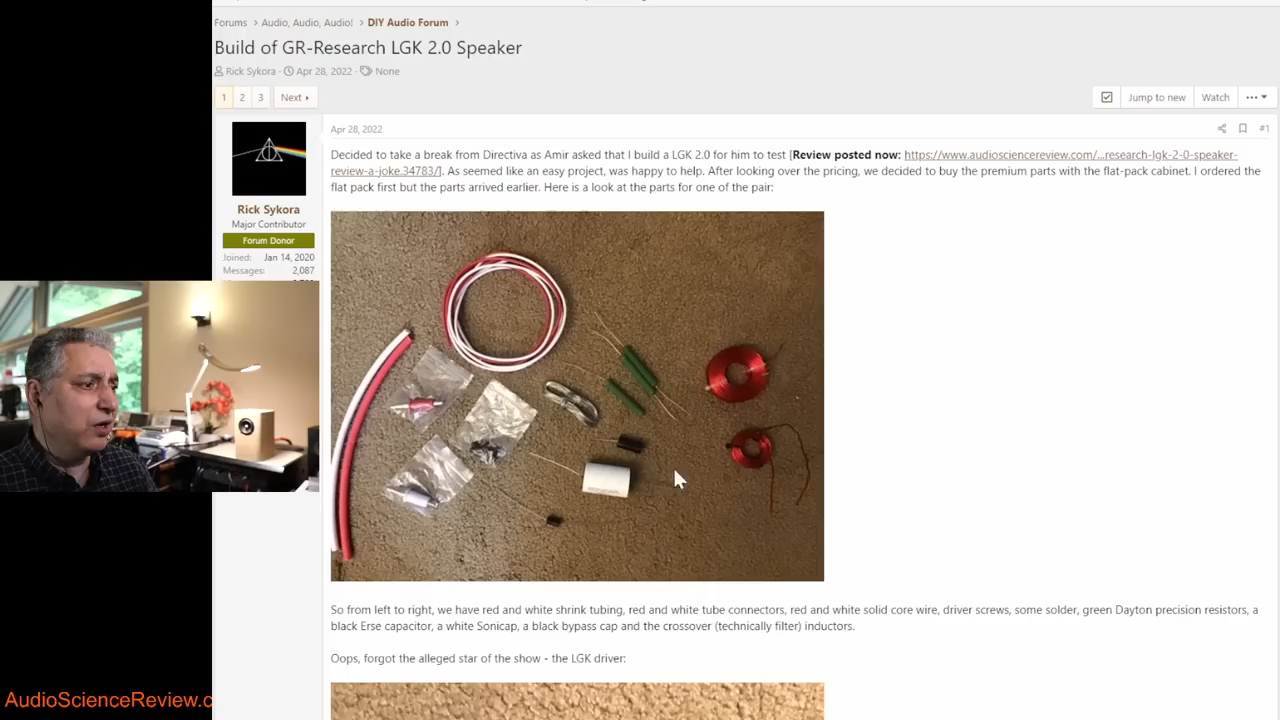 Forums > Audio, Audio, Audio! > DIY Audio Forum >
Build of GR-Research LGK 2.0 Speaker
Rick Sykora · Apr 28, 2022 · None
1 2 3 Next
Jump to new Watch
Apr 28, 2022
#1
Decided to take a break from Directiva as Amir asked that I build a LGK 2.0 for him to test [Review posted now: https://www.audiosciencereview.com/...research-lgk-2-0-speaker-
review-a-joke.34783/]. As seemed like an easy project, was happy to help. After looking over the pricing, we decided to buy the premium parts with the flat-pack cabinet. I ordered the
flat pack first but the parts arrived earlier. Here is a look at the parts for one of the pair:
Rick Sykora
Major Contributor
Forum Donor
Joined: Jan 14, 2020
Messages: 2,087
So from left to right, we have red and white shrink tubing, red and white tube connectors, red and white solid core wire, driver screws, some solder, green Dayton precision resistors, a
black Erse capacitor, a white Sonicap, a black bypass cap and the crossover (technically filter) inductors.
Oops, forgot the alleged star of the show - the LGK driver:
AudioScienceReview.c